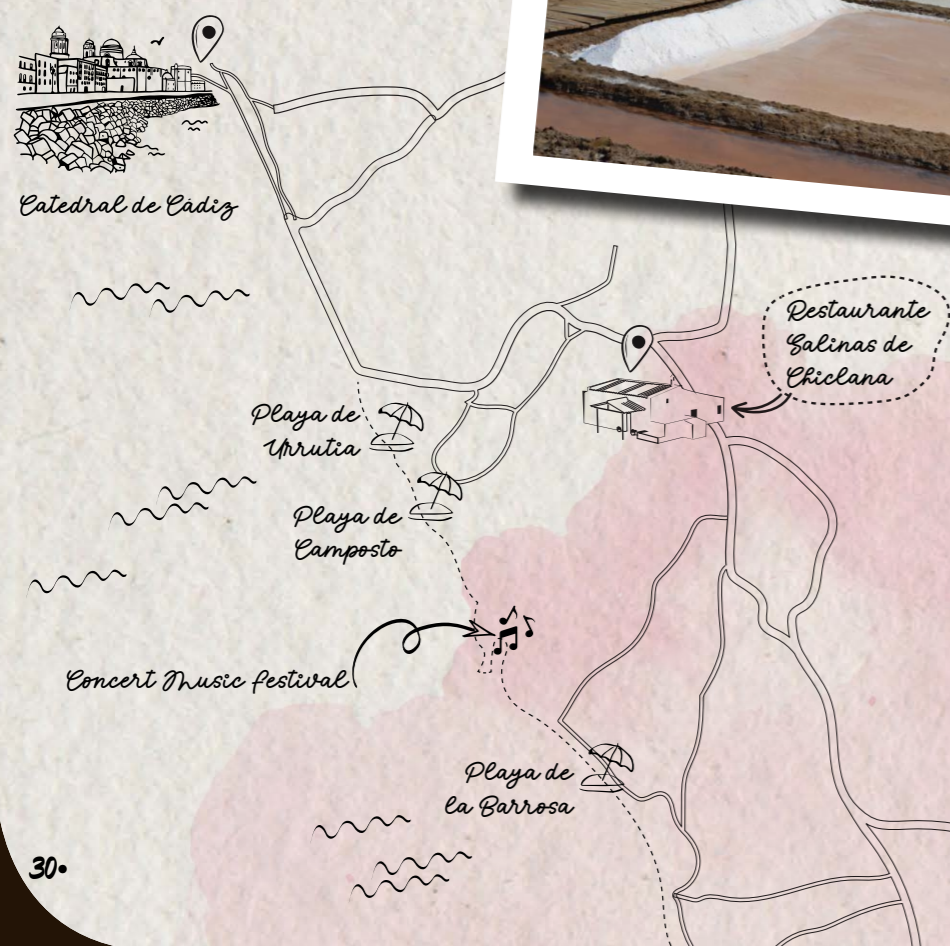 Catedral de Cádiz
Restaurante
Salinas de
Chiclana
Playa de
Urrutia
Playa de
Camposto
Concert Music Festival
Playa de
la Barrosa
30•